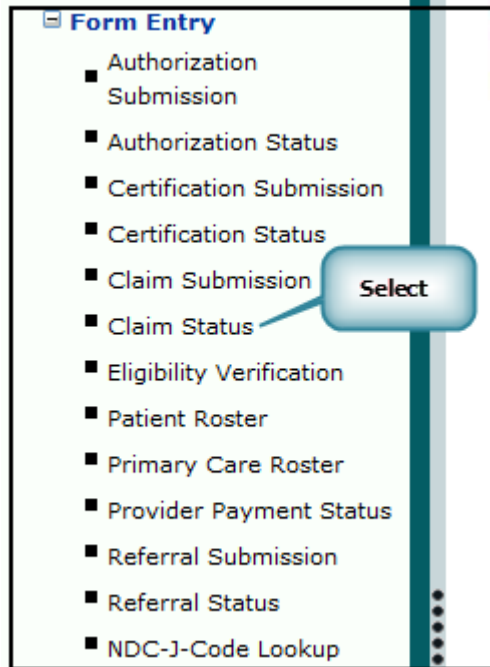 Form Entry
Authorization
Submission
Authorization Status
Certification Submission
Certification Status
Claim Submission
Select
Claim Status
Eligibility Verification
Patient Roster
Primary Care Roster
Provider Payment Status
Referral Submission
Referral Status
NDC-J-Code Lookup